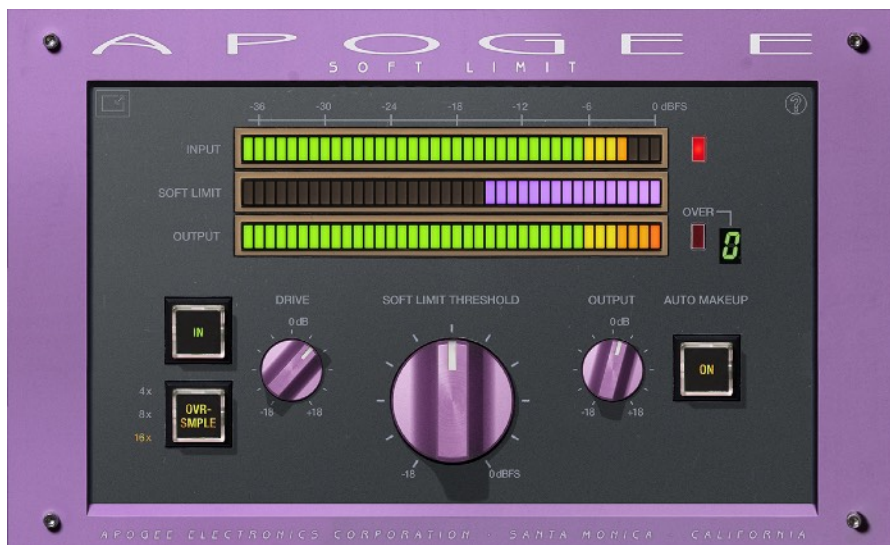 APOGEE
SOFT LIMIT
-36 -30 -24 -18 -12 -6 0 dBFS
?
INPUT
SOFT LIMIT
OVER
OUTPUT
0
DRIVE SOFT LIMIT THRESHOLD OUTPUT AUTO MAKEUP
0 dB 0 dB
IN
ON
4x
8x
16x
OVR-
SMPLE
-18 +18 -18 +18
-18 0 dBFS
APOGEE ELECTRONICS CORPORATION · SANTA MONICA · CALIFORNIA